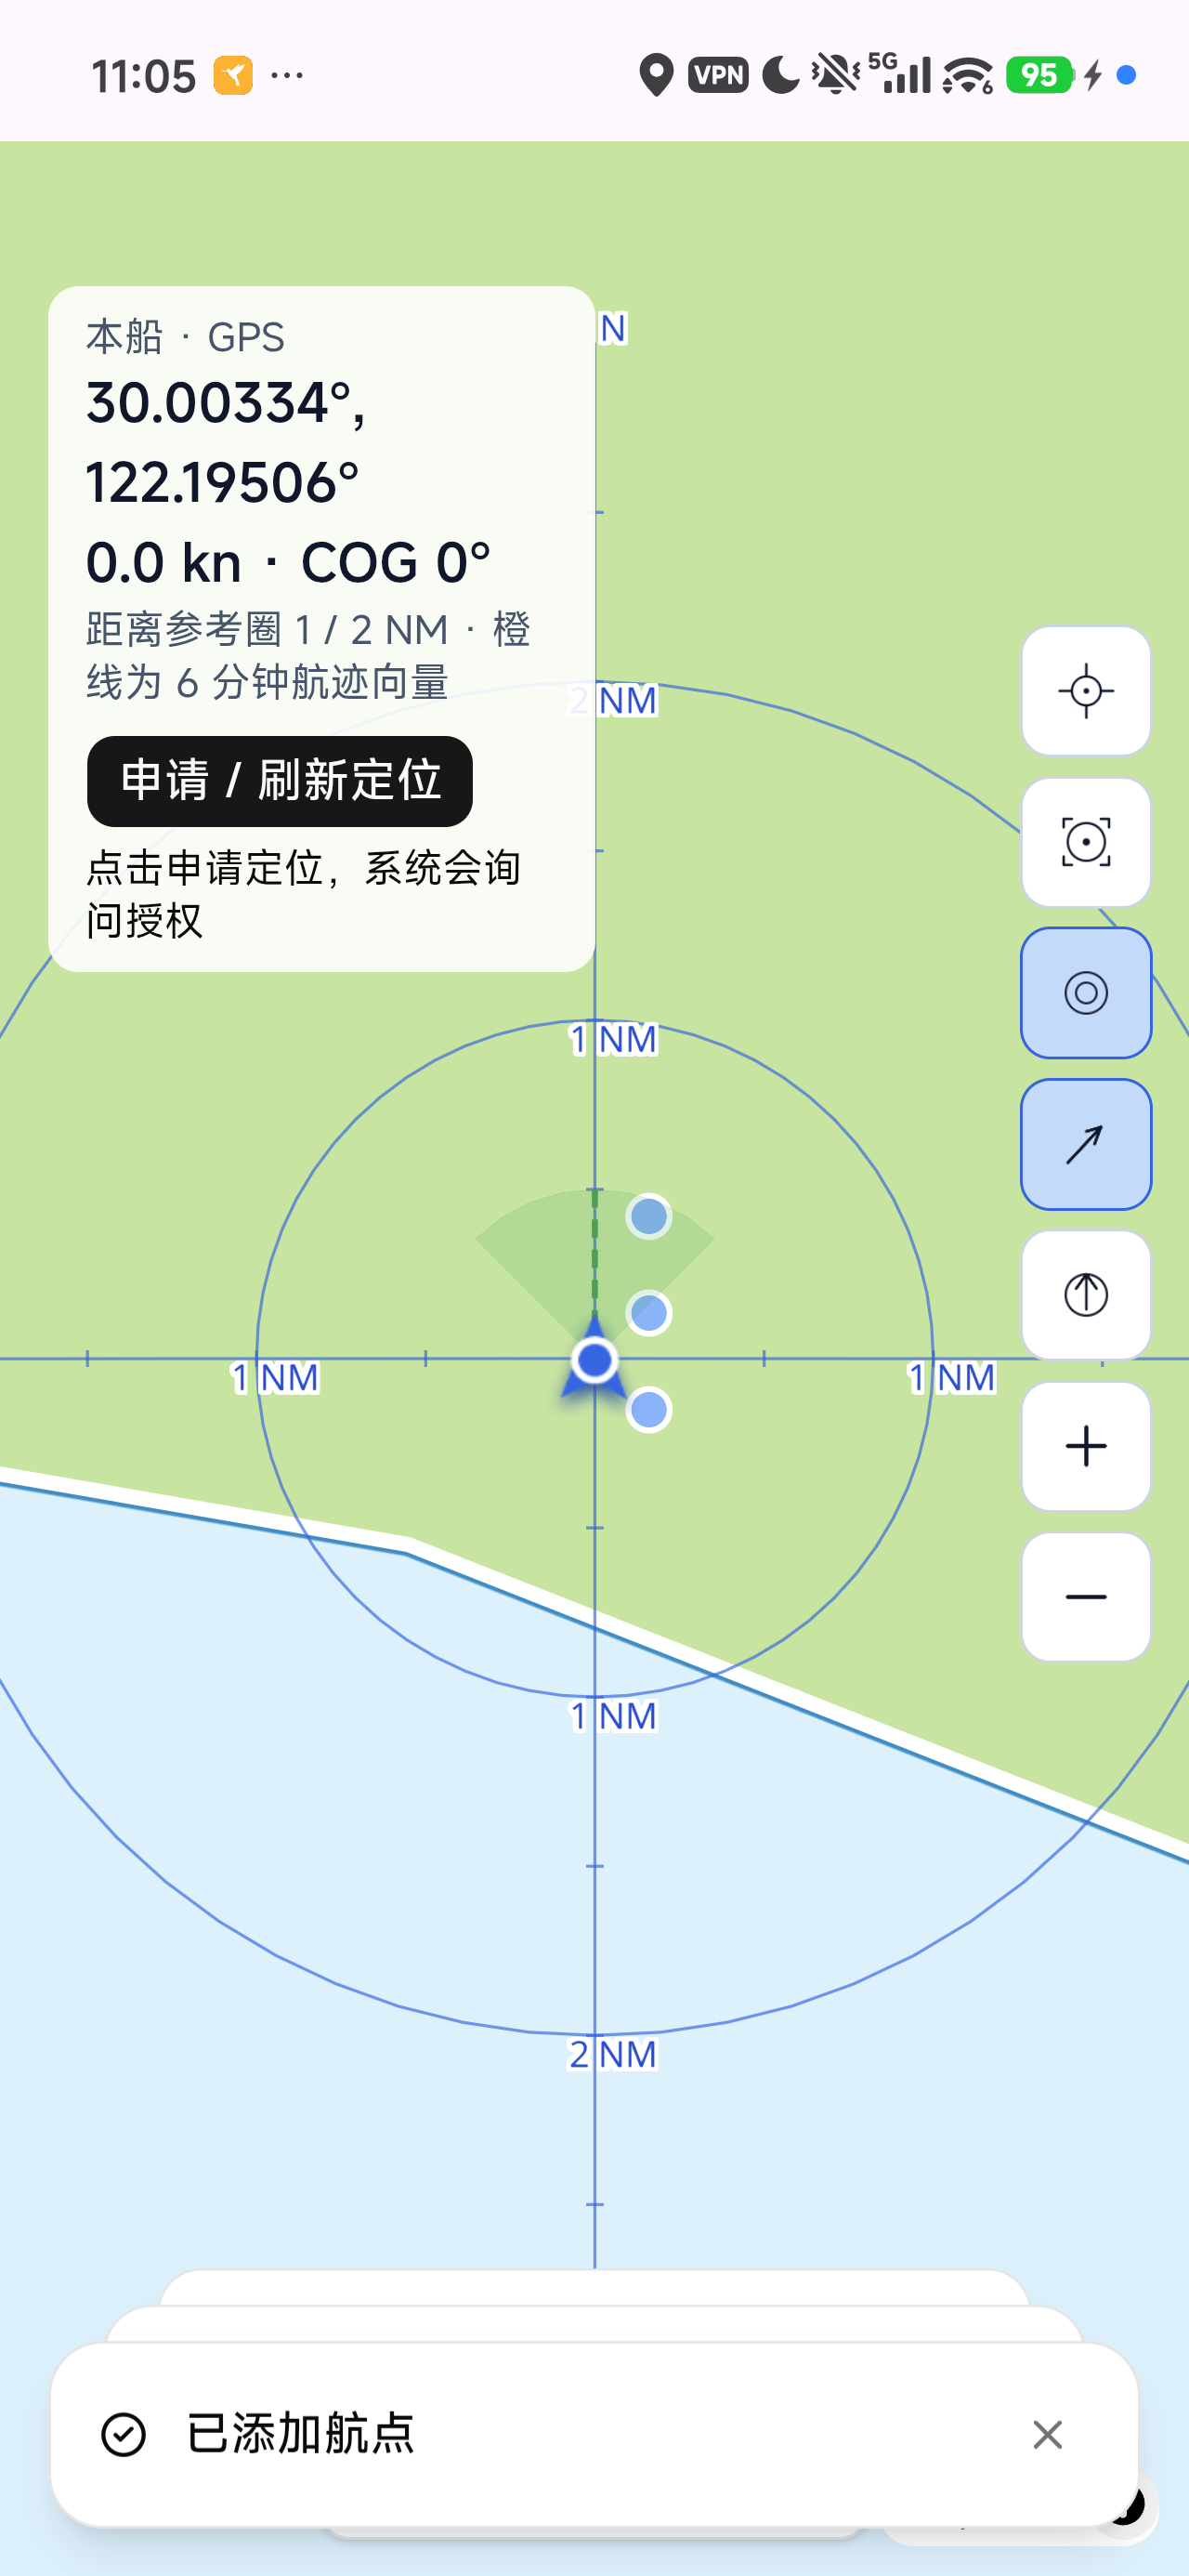 11:05 ... VPN 5G 6 95
本船 · GPS
N
30.00334°,
122.19506°
0.0 kn · COG 0°
距离参考圈 1 / 2 NM · 橙
线为 6 分钟航迹向量
2 NM
申请 / 刷新定位
点击申请定位，系统会询
问授权
1 NM
1 NM
1 NM
1 NM
2 NM
已添加航点